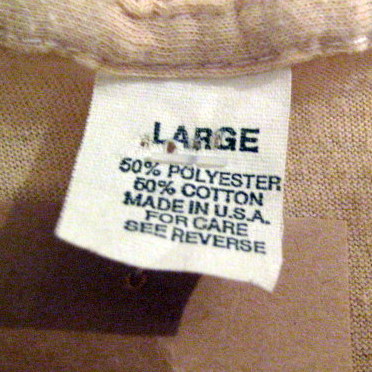 LARGE
50% POLYESTER
50% COTTON
MADE IN U.S.A.
FOR CARE
SEE REVERSE